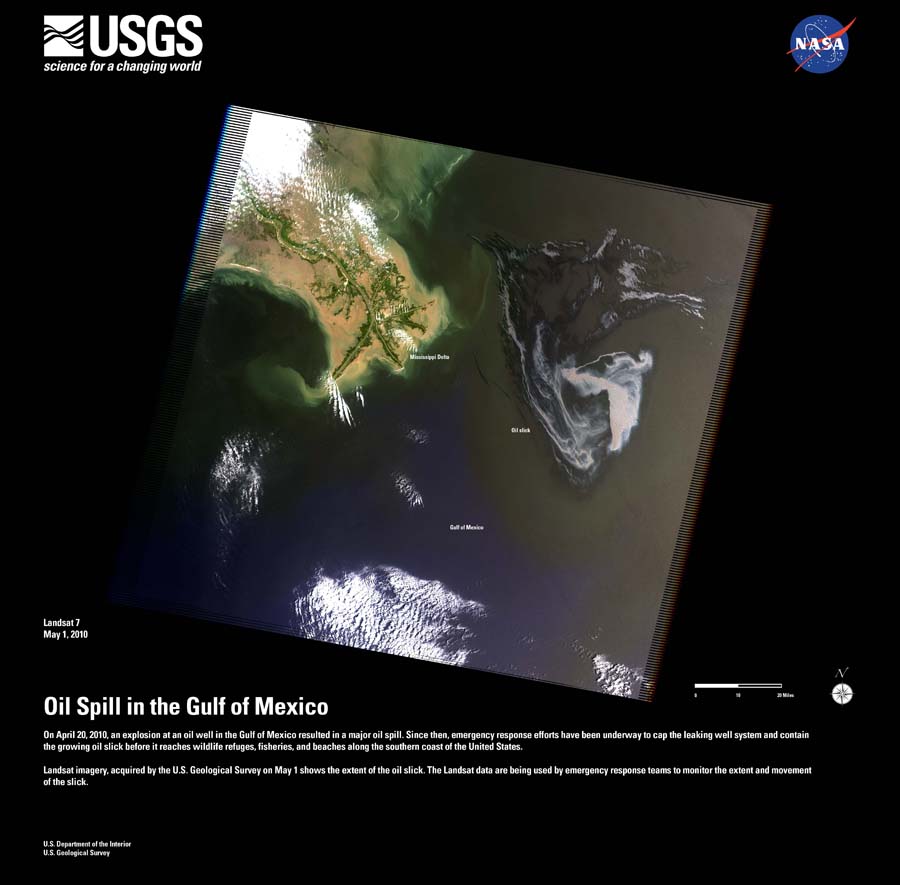 USGS
science for a changing world
NASA
Mississippi Delta
Oil slick
Gulf of Mexico
Landsat 7
May 1, 2010
N
0 10 20 Miles
Oil Spill in the Gulf of Mexico
On April 20, 2010, an explosion at an oil well in the Gulf of Mexico resulted in a major oil spill. Since then, emergency response efforts have been underway to cap the leaking well system and contain
the growing oil slick before it reaches wildlife refuges, fisheries, and beaches along the southern coast of the United States.
Landsat imagery, acquired by the U.S. Geological Survey on May 1 shows the extent of the oil slick. The Landsat data are being used by emergency response teams to monitor the extent and movement
of the slick.
U.S. Department of the Interior
U.S. Geological Survey